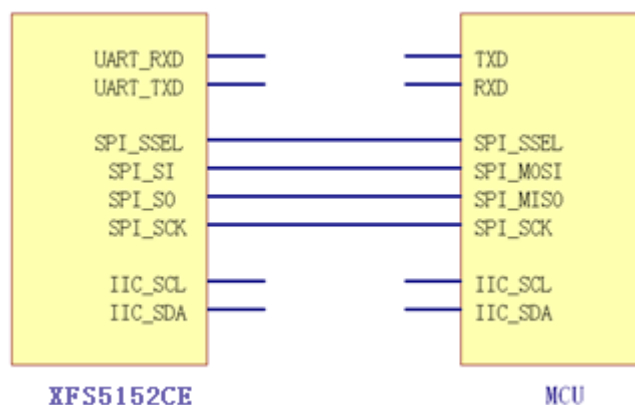 UART_RXD TXD
UART_TXD RXD
SPI_SSEL SPI_SSEL
SPI_SI SPI_MOSI
SPI_SO SPI_MISO
SPI_SCK SPI_SCK
IIC_SCL IIC_SCL
IIC_SDA IIC_SDA
XFS5152CE MCU